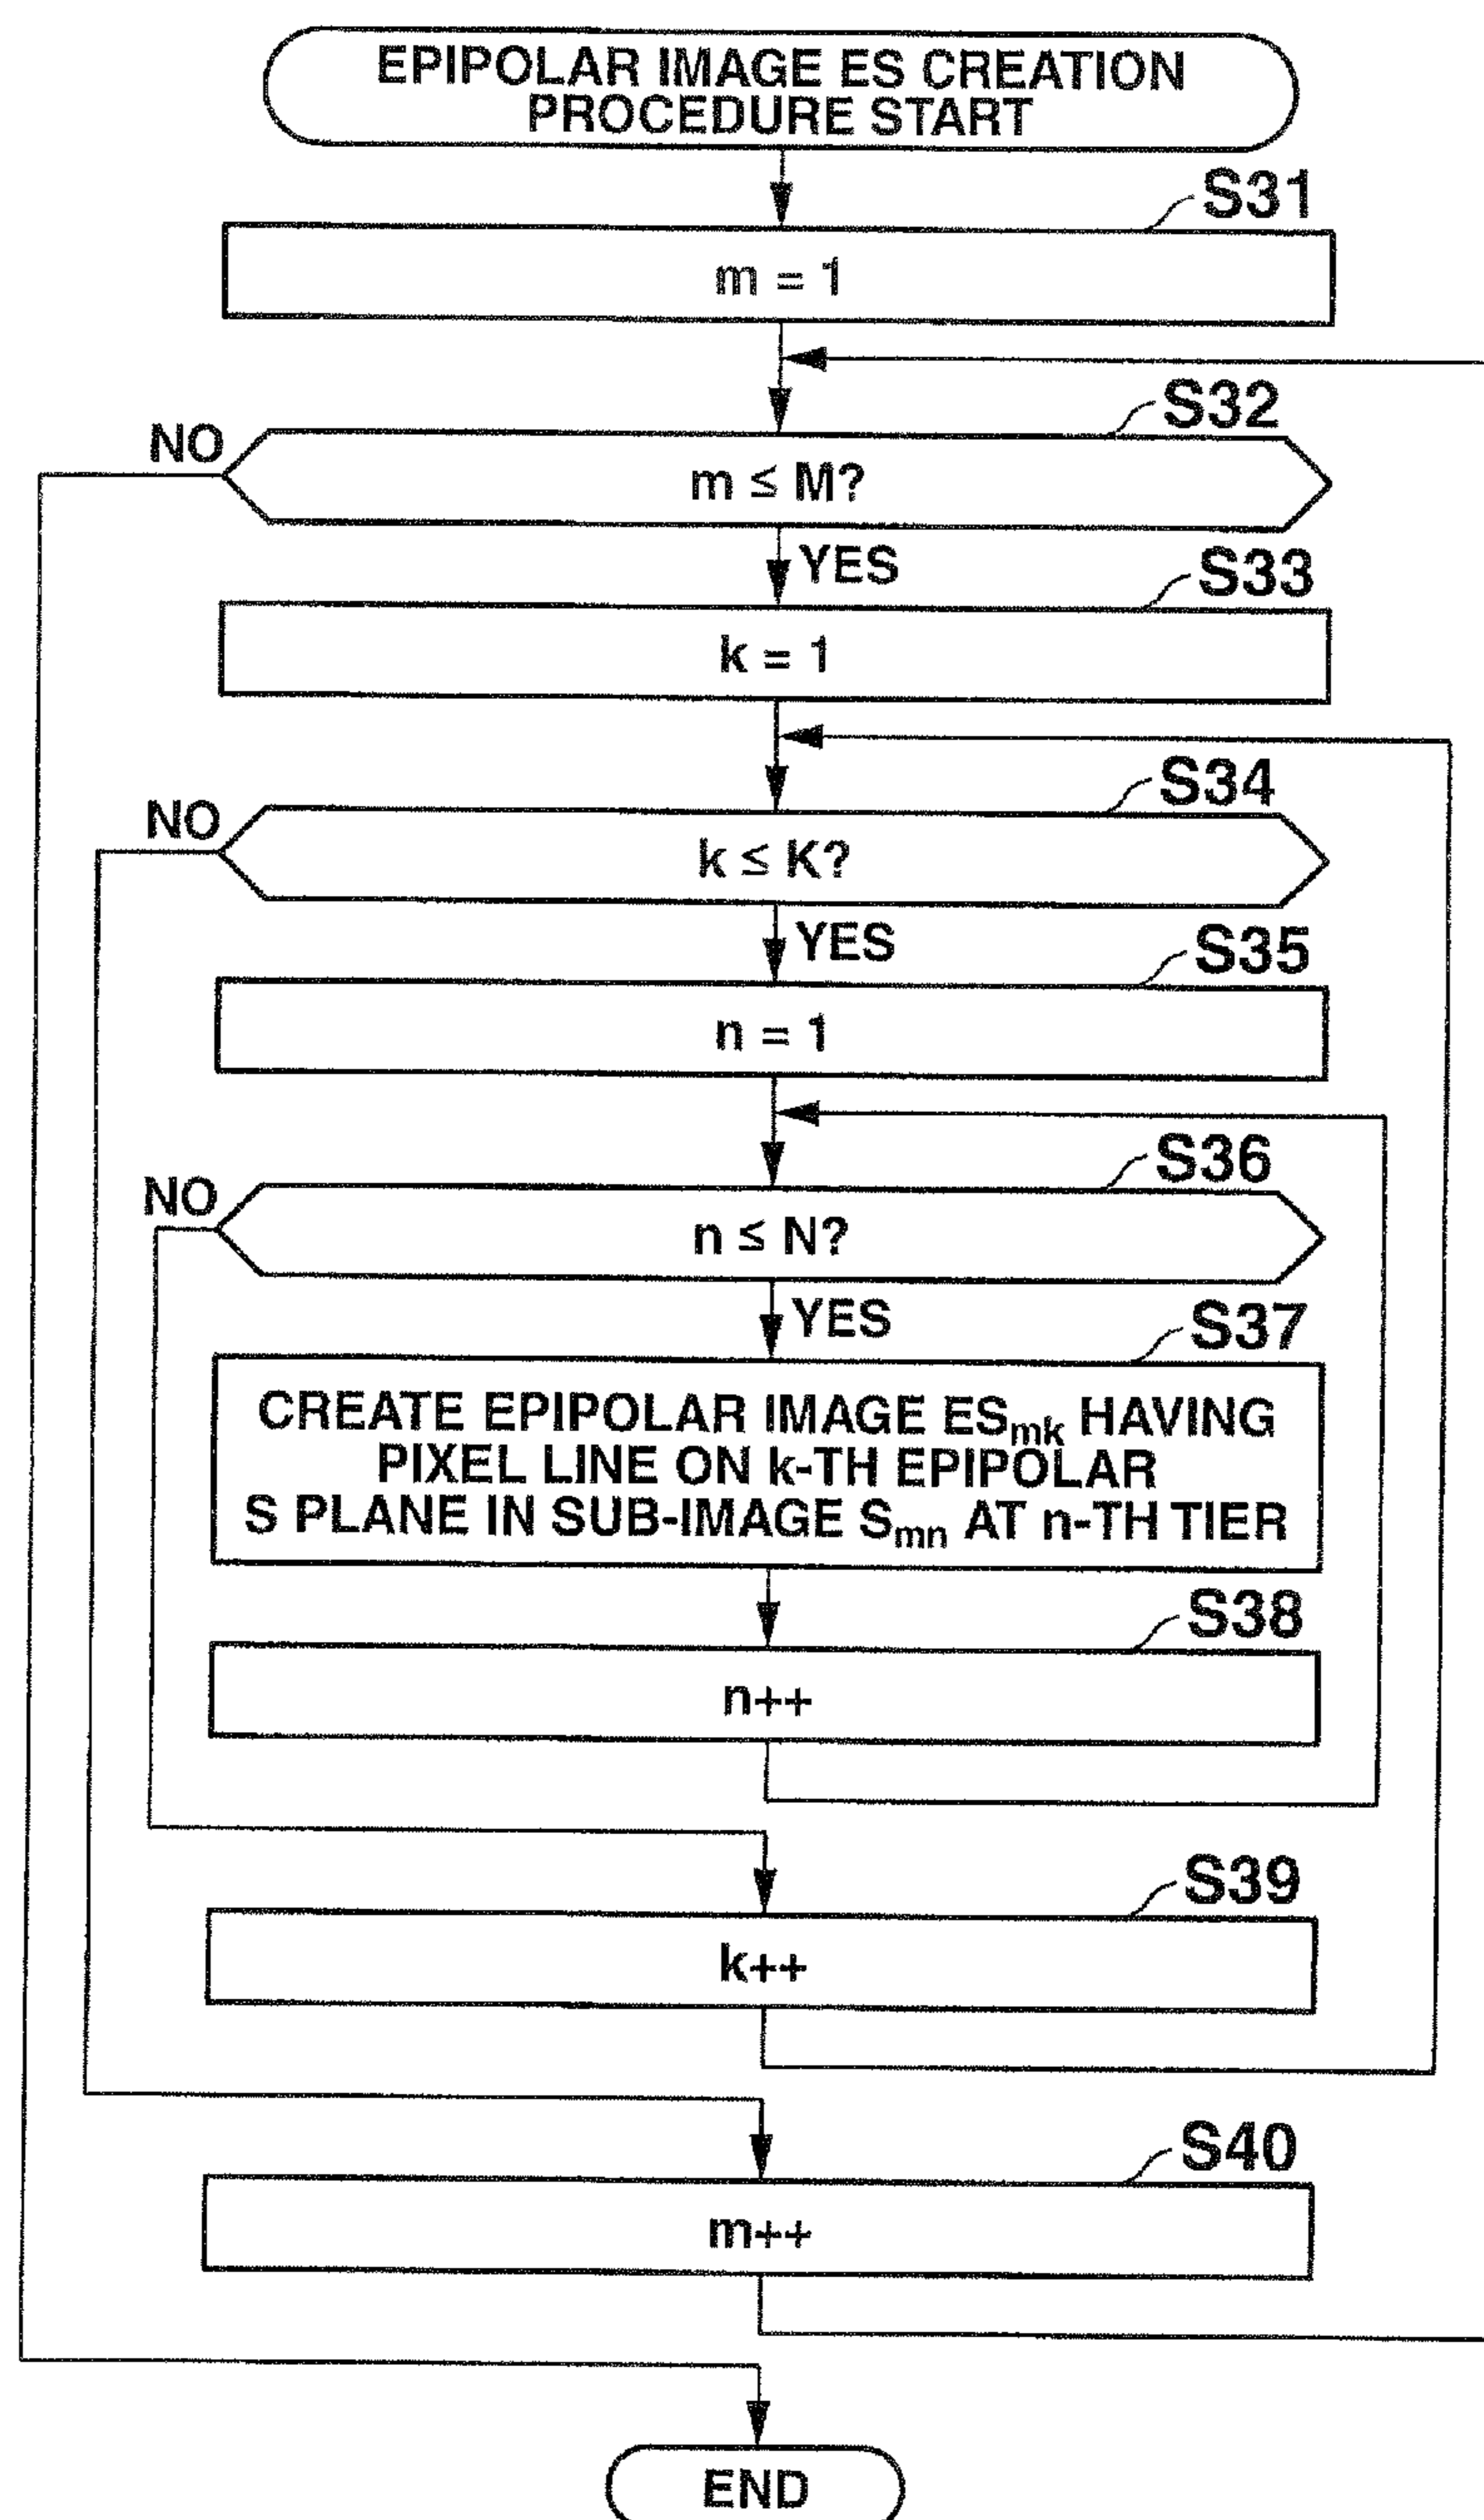 EPIPOLAR IMAGE ES CREATION
PROCEDURE START
S31
m = 1
S32
NO
m ≤ M?
YES
S33
k = 1
S34
NO
k ≤ K?
YES
S35
n = 1
S36
NO
n ≤ N?
YES
S37
CREATE EPIPOLAR IMAGE ESmk HAVING
PIXEL LINE ON k-TH EPIPOLAR
S PLANE IN SUB-IMAGE Smn AT n-TH TIER
S38
n++
S39
k++
S40
m++
END